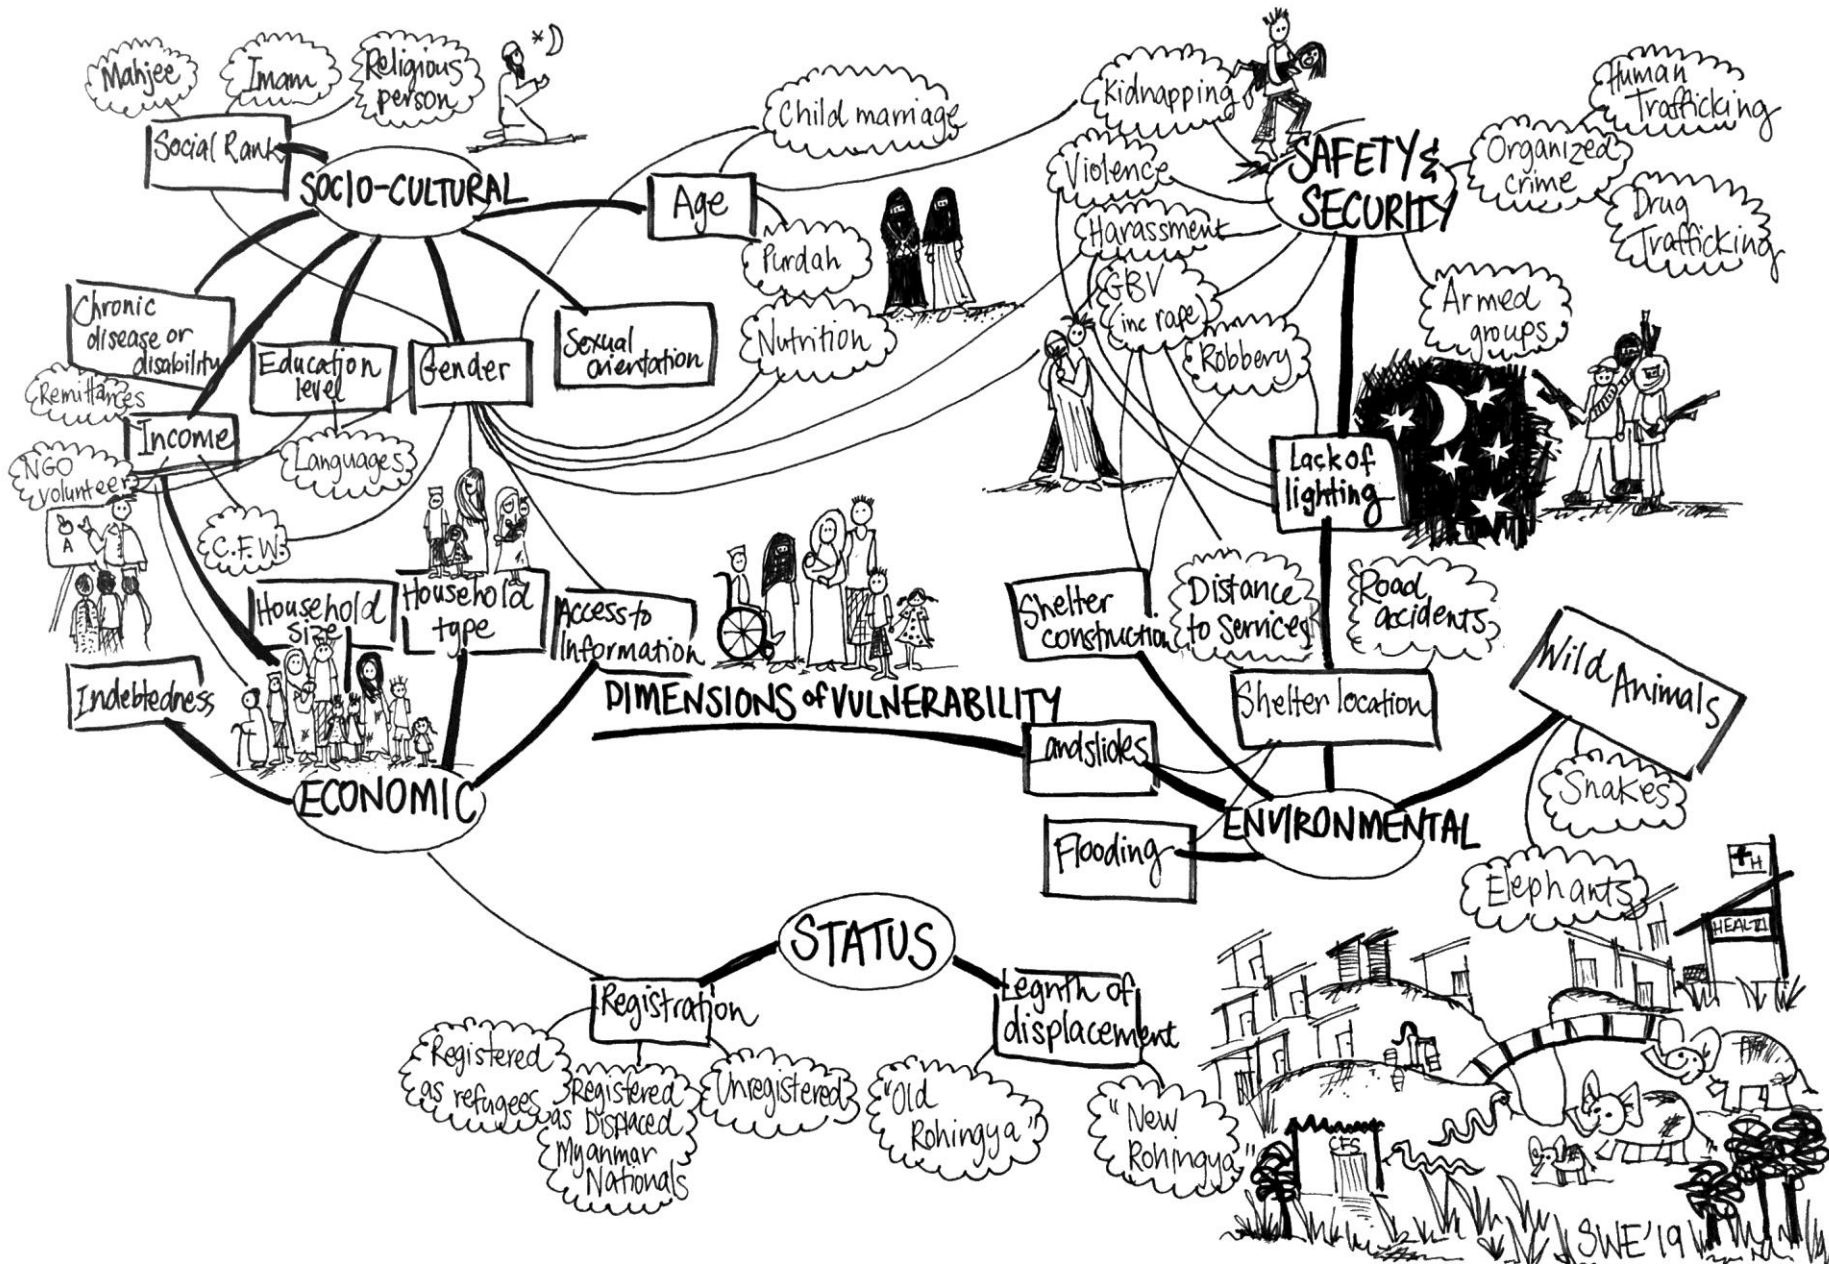 Mahjee
Imam
Religious
person
Social Rank
SOCIO-CULTURAL
Child marriage
Age
Purdah
Nutrition
Chronic
disease or
disability
Education
level
Gender
Sexual
orientation
Remittances
Income
NGO
volunteer
Languages
C.F.W.
A
Household
size
Household
type
Access to
Information
Indebtedness
ECONOMIC
DIMENSIONS of VULNERABILITY
Kidnapping
Violence
Harassment
GBV
inc rape
Robbery
SAFETY &
SECURITY
Organized
crime
Human
Trafficking
Drug
Trafficking
Armed
groups
Lack of
lighting
Shelter
construction
Distance
to services
Road
accidents
Shelter location
Wild Animals
Landslides
Snakes
ENVIRONMENTAL
Flooding
Elephants
STATUS
Registration
Legnth of
displacement
Registered
as refugees
Registered
as Displaced
Myanmar
Nationals
Unregistered
"Old
Rohingya"
"New
Rohingya"
H
HEALTH
CFS
SWE'19